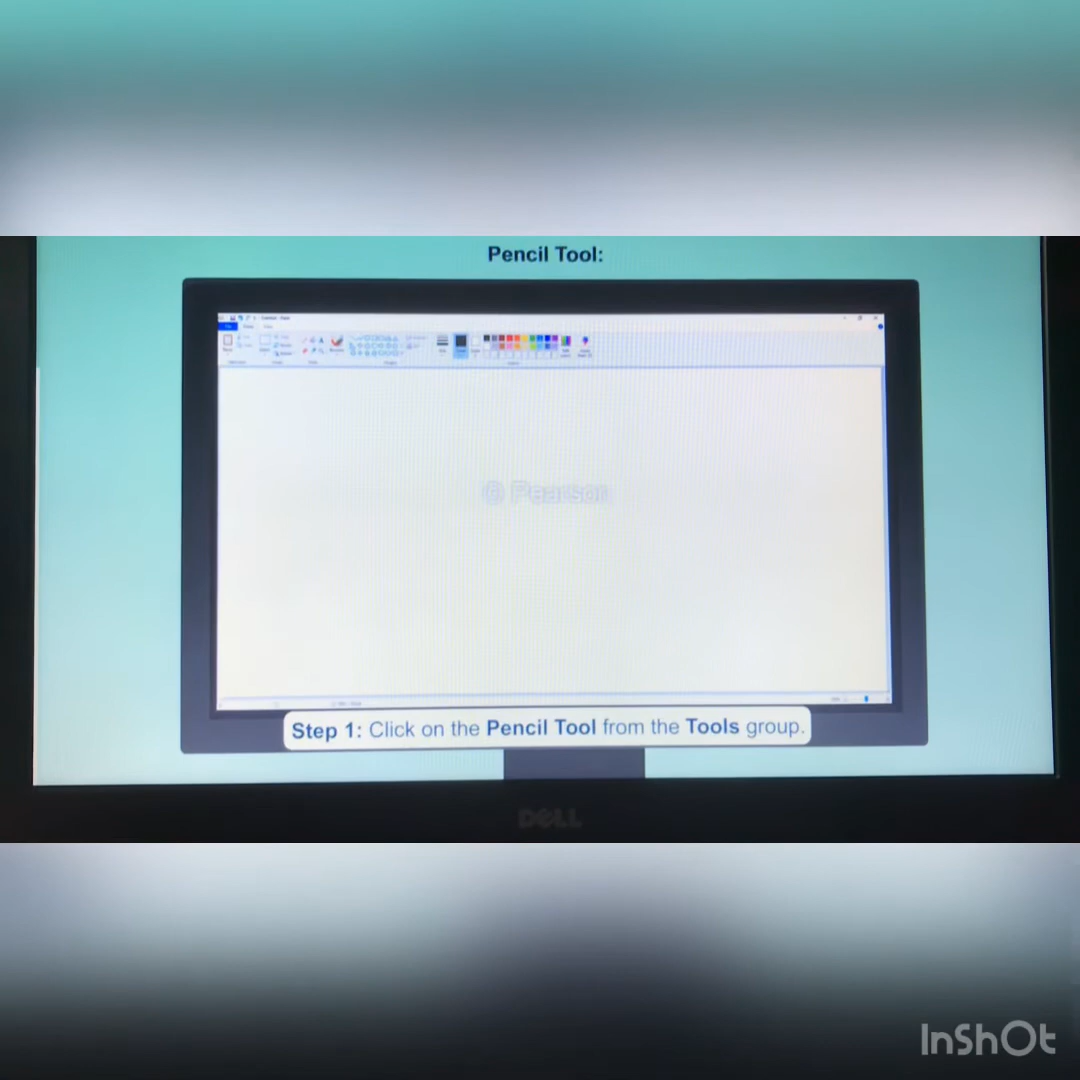 Pencil Tool:
© Pearson
Step 1: Click on the Pencil Tool from the Tools group.
DELL
InShOt